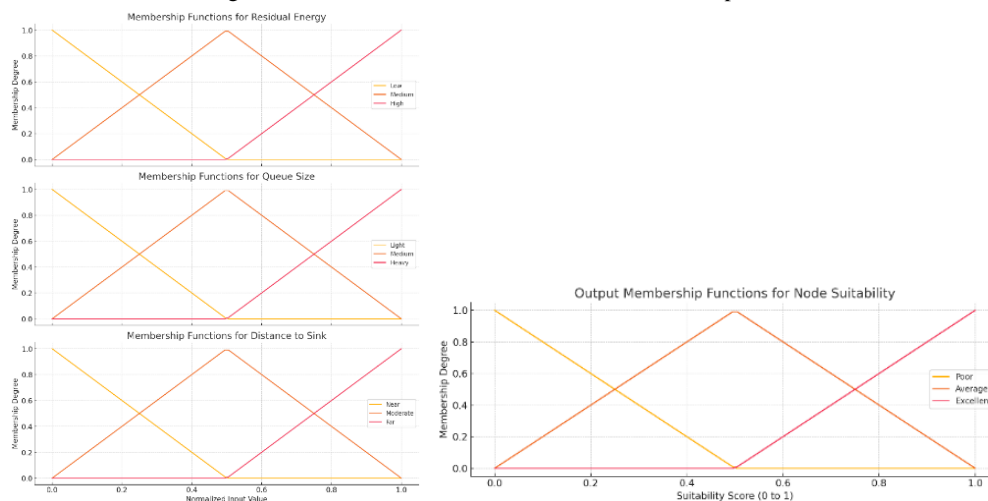 Membership Functions for Residual Energy
Membership Degree
1.0
0.8
0.6
0.4
0.2
0.0
Low
Medium
High
Membership Functions for Queue Size
Membership Degree
1.0
0.8
0.6
0.4
0.2
0.0
Light
Medium
Heavy
Membership Functions for Distance to Sink
Membership Degree
1.0
0.8
0.6
0.4
0.2
0.0
Near
Moderate
Far
0.0 0.2 0.4 0.6 0.8 1.0
Normalized Input Value
Output Membership Functions for Node Suitability
Membership Degree
1.0
0.8
0.6
0.4
0.2
0.0
Poor
Average
Excellent
0.0 0.2 0.4 0.6 0.8 1.0
Suitability Score (0 to 1)